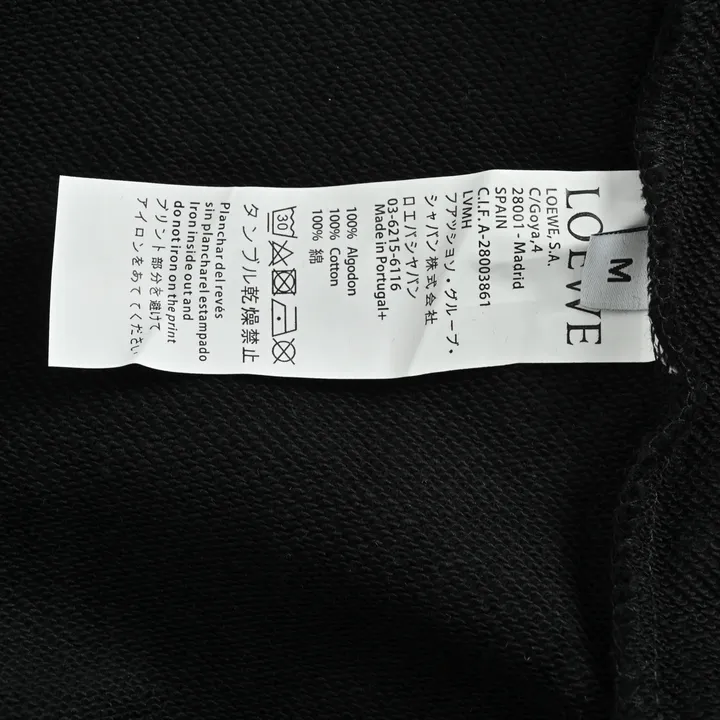 LOEWE
M
LOEWE, S.A.
C/Goya,4
28001-Madrid
SPAIN
C.I.F. A-28003861
LVMH
ファッション・グループ・
ジャパン株式会社
ロエベジャパン
03-6215-6116
Made in Portugal+
100% Algodon
100% Cotton
100% 綿
30
タンブル乾燥禁止
Planchar del revés
sin plancharel estampado
Iron inside out and
do not iron on the print
プリント部分を避けて
アイロンをあててください